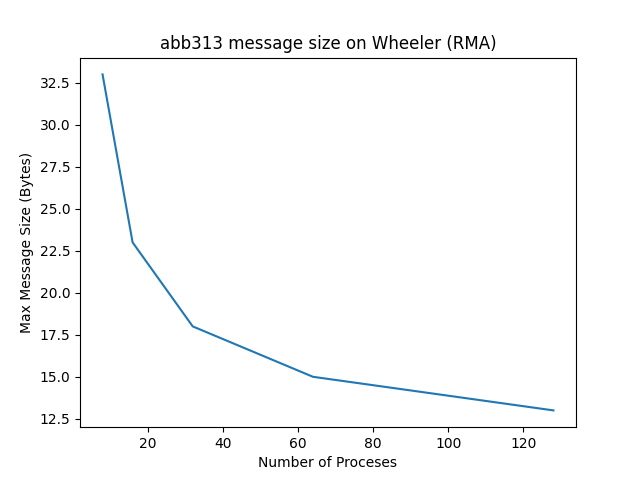 abb313 message size on Wheeler (RMA)
Max Message Size (Bytes)
32.5
30.0
27.5
25.0
22.5
20.0
17.5
15.0
12.5
20 40 60 80 100 120
Number of Proceses